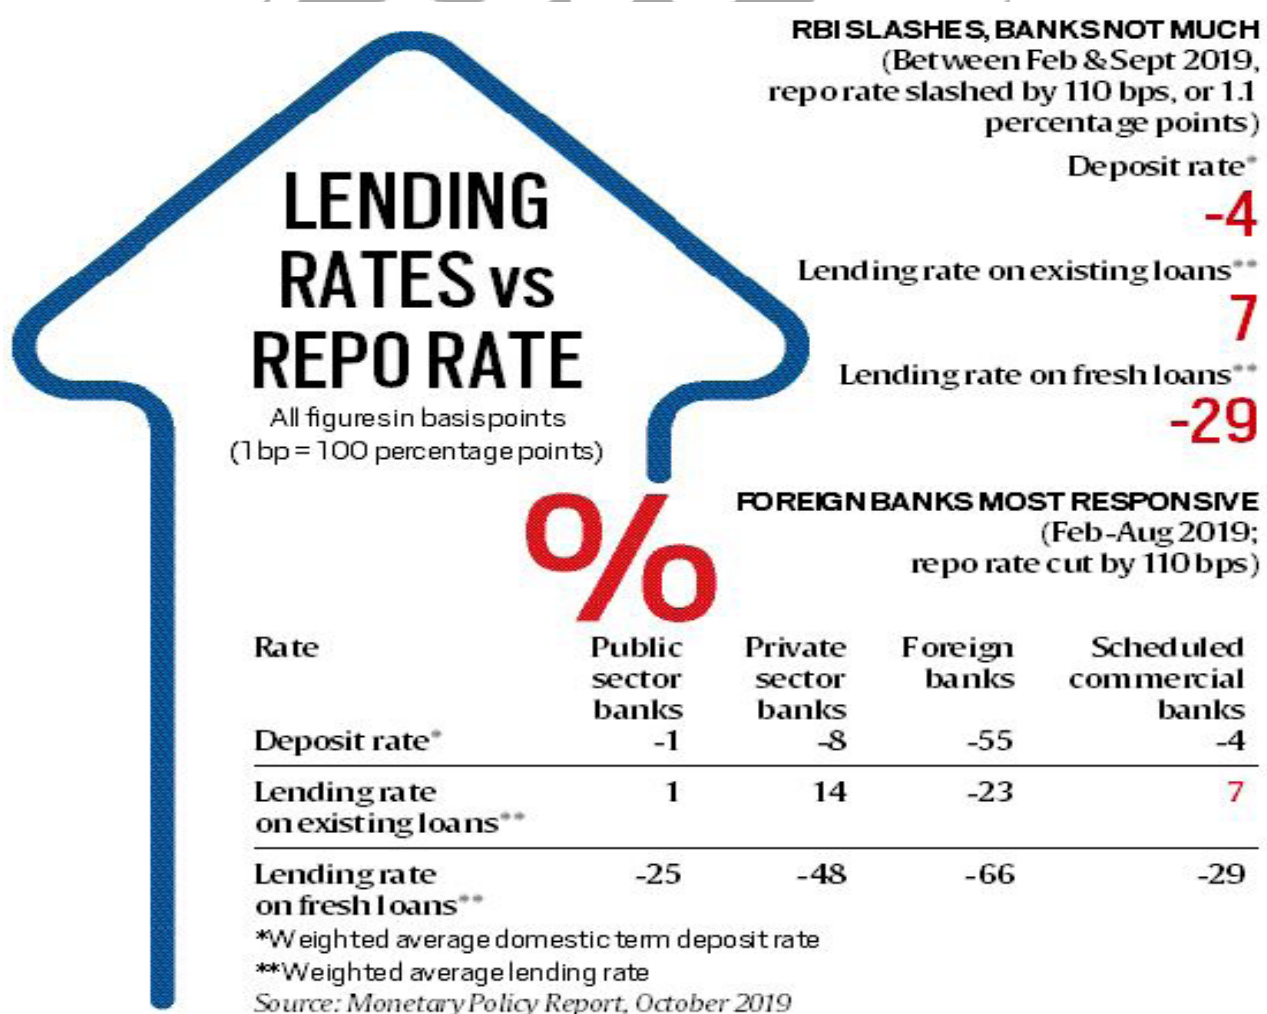 LENDING
RATES vs
REPO RATE
All figures in basis points
(1 bp = 100 percentage points)
%
RBI SLASHES, BANKS NOT MUCH
(Between Feb & Sept 2019,
repo rate slashed by 110 bps, or 1.1
percentage points)
Deposit rate*
-4
Lending rate on existing loans**
7
Lending rate on fresh loans**
-29
FOREIGN BANKS MOST RESPONSIVE
(Feb-Aug 2019;
repo rate cut by 110 bps)
Rate Public Private Foreign Scheduled
sector sector banks commercial
banks banks banks
Deposit rate* -1 -8 -55 -4
Lending rate 1 14 -23 7
on existing loans**
Lending rate -25 -48 -66 -29
on fresh loans**
*Weighted average domestic term deposit rate
**Weighted average lending rate
Source: Monetary Policy Report, October 2019